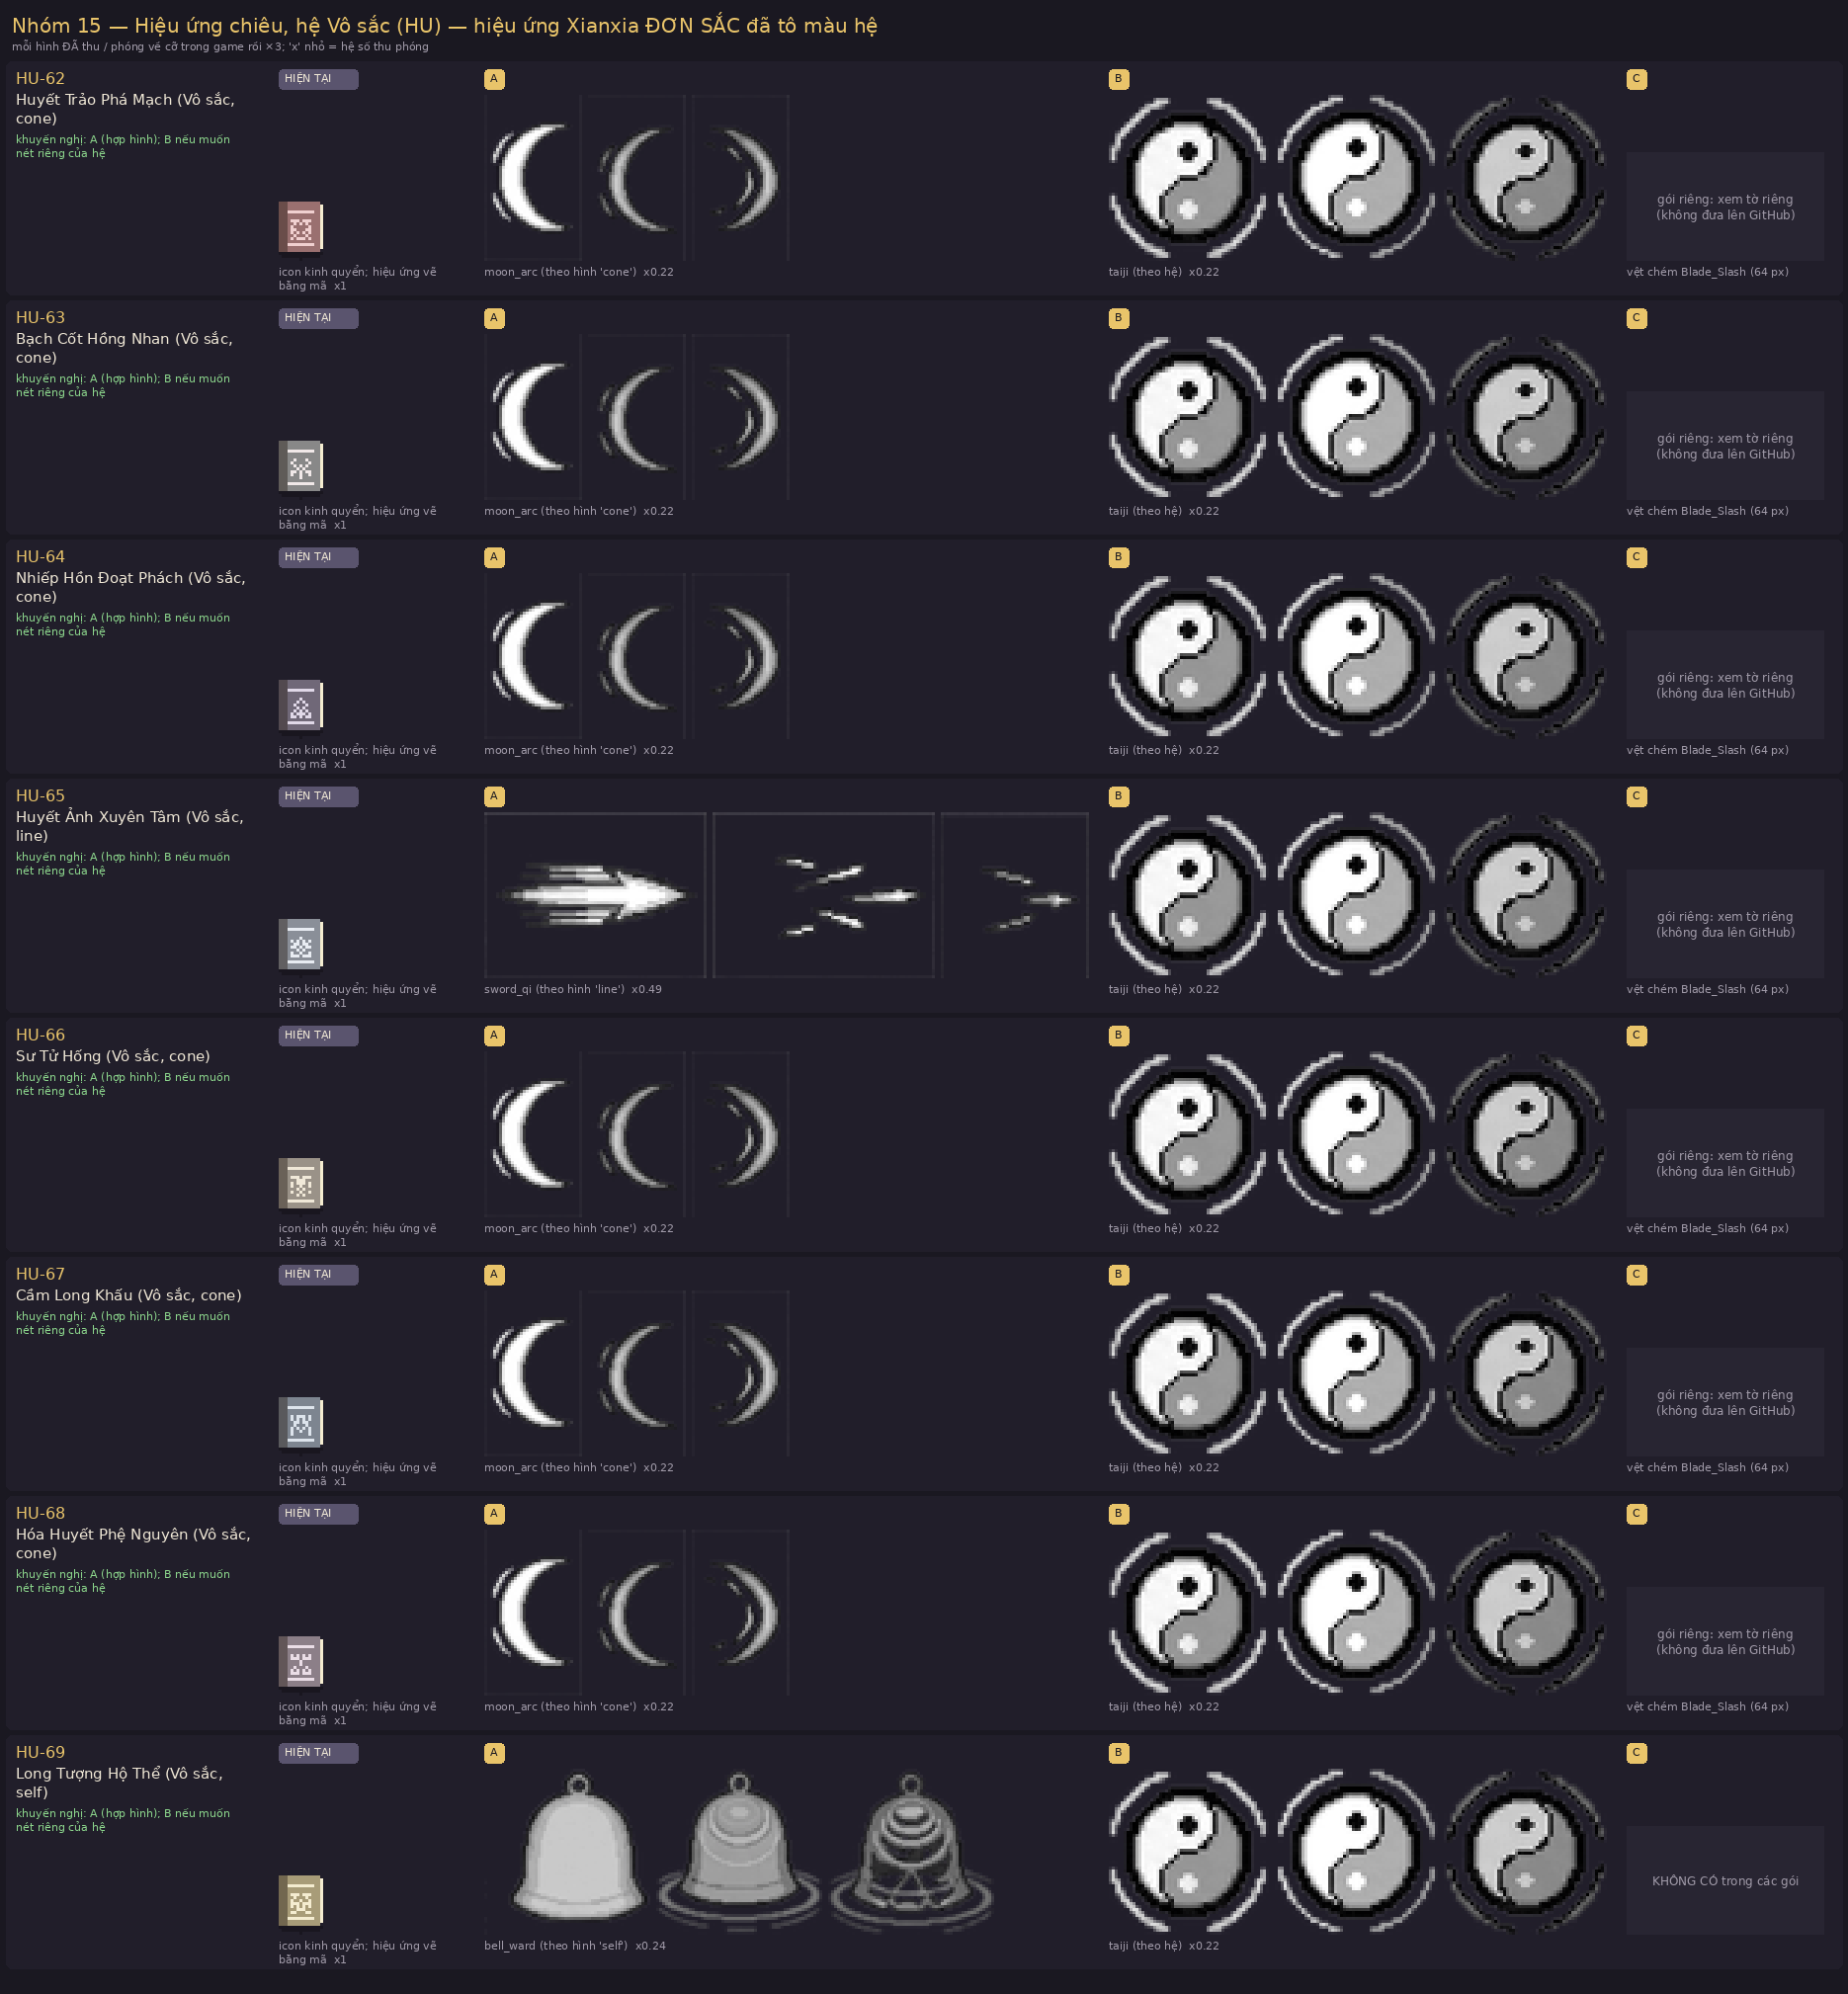 Nhóm 15 — Hiệu ứng chiêu, hệ Vô sắc (HU) — hiệu ứng Xianxia ĐƠN SẮC đã tô màu hệ
mỗi hình ĐÃ thu / phóng về cỡ trong game rồi ×3; 'x' nhỏ = hệ số thu phóng
HU-62
Huyết Trảo Phá Mạch (Vô sắc,
cone)
khuyến nghị: A (hợp hình); B nếu muốn
nét riêng của hệ
HIỆN TẠI
icon kinh quyển; hiệu ứng vẽ
bằng mã x1
A
moon_arc (theo hình 'cone') x0.22
B
taiji (theo hệ) x0.22
C
gói riêng: xem tờ riêng
(không đưa lên GitHub)
vệt chém Blade_Slash (64 px)
HU-63
Bạch Cốt Hồng Nhan (Vô sắc,
cone)
khuyến nghị: A (hợp hình); B nếu muốn
nét riêng của hệ
HIỆN TẠI
icon kinh quyển; hiệu ứng vẽ
bằng mã x1
A
moon_arc (theo hình 'cone') x0.22
B
taiji (theo hệ) x0.22
C
gói riêng: xem tờ riêng
(không đưa lên GitHub)
vệt chém Blade_Slash (64 px)
HU-64
Nhiếp Hồn Đoạt Phách (Vô sắc,
cone)
khuyến nghị: A (hợp hình); B nếu muốn
nét riêng của hệ
HIỆN TẠI
icon kinh quyển; hiệu ứng vẽ
bằng mã x1
A
moon_arc (theo hình 'cone') x0.22
B
taiji (theo hệ) x0.22
C
gói riêng: xem tờ riêng
(không đưa lên GitHub)
vệt chém Blade_Slash (64 px)
HU-65
Huyết Ảnh Xuyên Tâm (Vô sắc,
line)
khuyến nghị: A (hợp hình); B nếu muốn
nét riêng của hệ
HIỆN TẠI
icon kinh quyển; hiệu ứng vẽ
bằng mã x1
A
sword_qi (theo hình 'line') x0.49
B
taiji (theo hệ) x0.22
C
gói riêng: xem tờ riêng
(không đưa lên GitHub)
vệt chém Blade_Slash (64 px)
HU-66
Sư Tử Hống (Vô sắc, cone)
khuyến nghị: A (hợp hình); B nếu muốn
nét riêng của hệ
HIỆN TẠI
icon kinh quyển; hiệu ứng vẽ
bằng mã x1
A
moon_arc (theo hình 'cone') x0.22
B
taiji (theo hệ) x0.22
C
gói riêng: xem tờ riêng
(không đưa lên GitHub)
vệt chém Blade_Slash (64 px)
HU-67
Cầm Long Khấu (Vô sắc, cone)
khuyến nghị: A (hợp hình); B nếu muốn
nét riêng của hệ
HIỆN TẠI
icon kinh quyển; hiệu ứng vẽ
bằng mã x1
A
moon_arc (theo hình 'cone') x0.22
B
taiji (theo hệ) x0.22
C
gói riêng: xem tờ riêng
(không đưa lên GitHub)
vệt chém Blade_Slash (64 px)
HU-68
Hóa Huyết Phệ Nguyên (Vô sắc,
cone)
khuyến nghị: A (hợp hình); B nếu muốn
nét riêng của hệ
HIỆN TẠI
icon kinh quyển; hiệu ứng vẽ
bằng mã x1
A
moon_arc (theo hình 'cone') x0.22
B
taiji (theo hệ) x0.22
C
gói riêng: xem tờ riêng
(không đưa lên GitHub)
vệt chém Blade_Slash (64 px)
HU-69
Long Tượng Hộ Thể (Vô sắc,
self)
khuyến nghị: A (hợp hình); B nếu muốn
nét riêng của hệ
HIỆN TẠI
icon kinh quyển; hiệu ứng vẽ
bằng mã x1
A
bell_ward (theo hình 'self') x0.24
B
taiji (theo hệ) x0.22
C
KHÔNG CÓ trong các gói